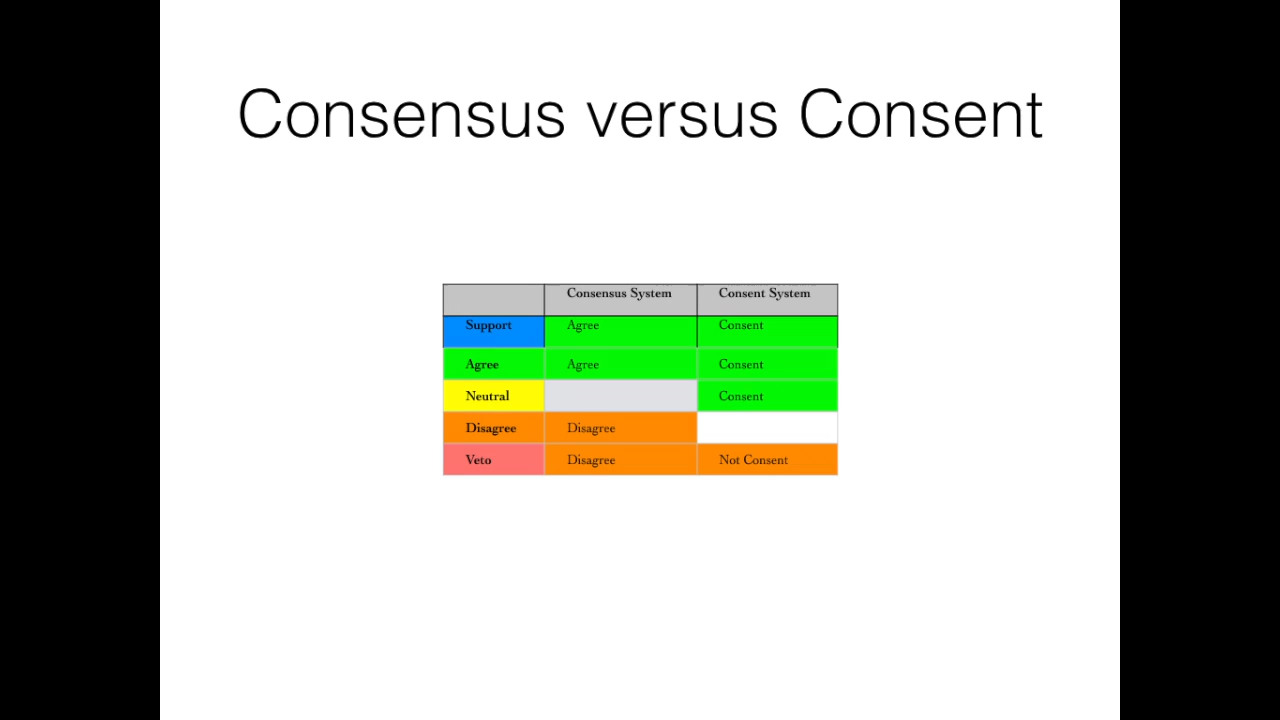 Consensus versus Consent
Consensus System Consent System
Support Agree Consent
Agree Agree Consent
Neutral Consent
Disagree Disagree
Veto Disagree Not Consent